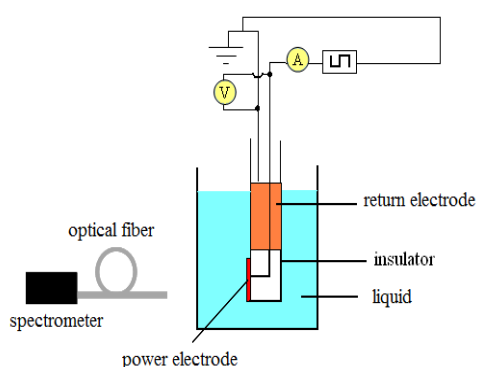 A
V
return electrode
optical fiber
insulator
liquid
spectrometer
power electrode